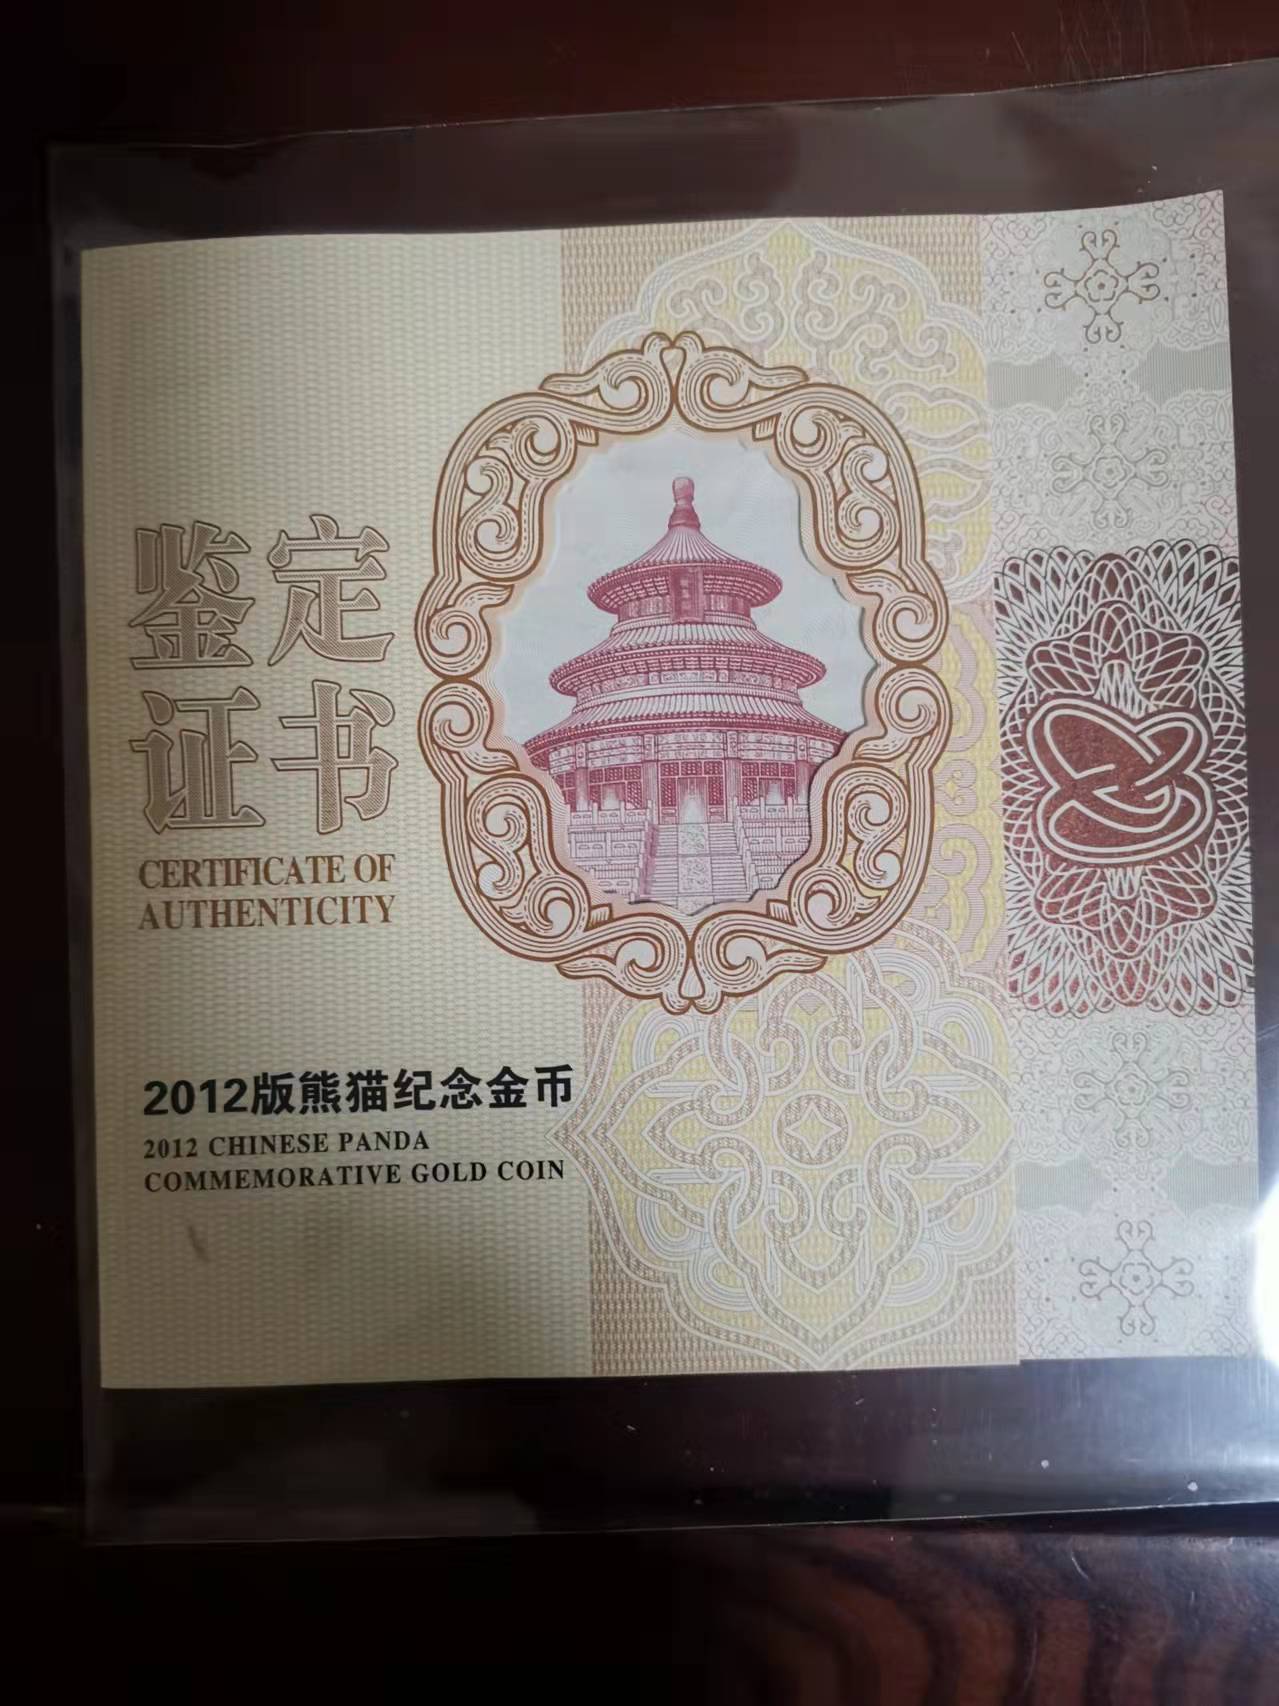 鉴定
证书
CERTIFICATE OF
AUTHENTICITY
2012版熊猫纪念金币
2012 CHINESE PANDA
COMMEMORATIVE GOLD COIN